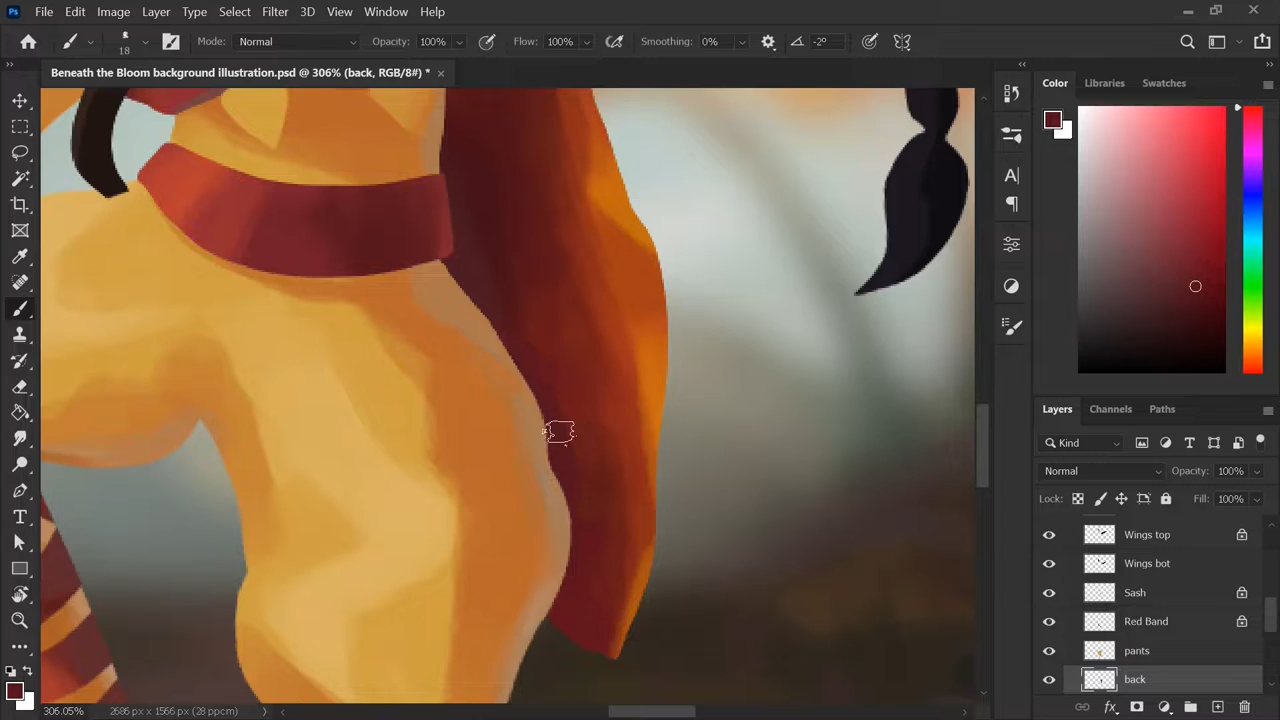 Ps File Edit Image Layer Type Select Filter 3D View Window Help
18 Mode: Normal Opacity: 100% Flow: 100% Smoothing: 0% -2°
Beneath the Bloom background illustration.psd @ 306% (back, RGB/8#) * ×
Color Libraries Swatches
Layers Channels Paths
Kind
Normal Opacity: 100%
Lock: Fill: 100%
Wings top
Wings bot
Sash
Red Band
pants
back
306.05% 2686 px x 1566 px (28 ppcm)